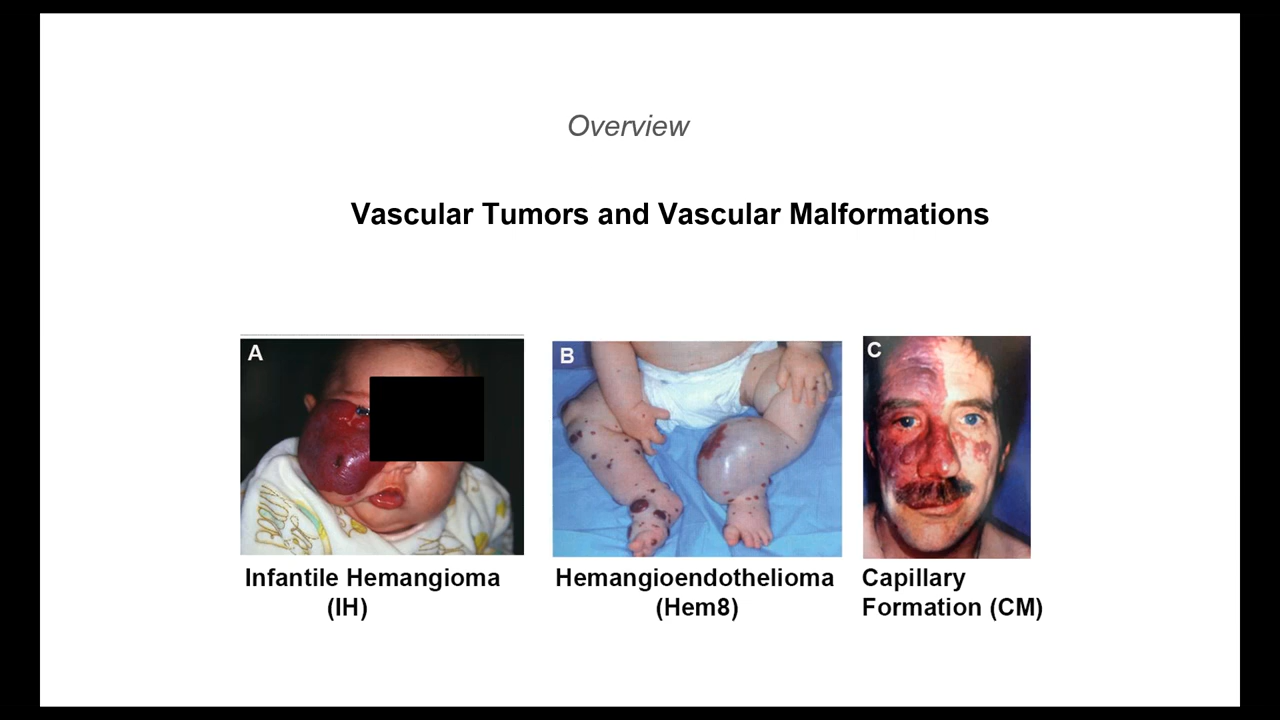 Overview
Vascular Tumors and Vascular Malformations
A
B
C
Infantile Hemangioma
(IH)
Hemangioendothelioma
(Hem8)
Capillary
Formation (CM)